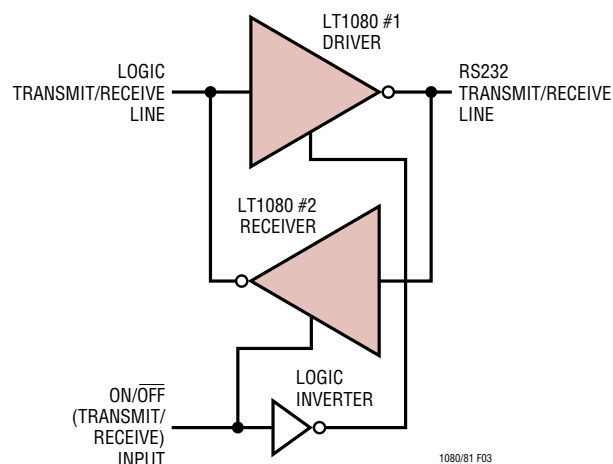 LT1080 #1
DRIVER
LOGIC
TRANSMIT/RECEIVE
LINE
RS232
TRANSMIT/RECEIVE
LINE
LT1080 #2
RECEIVER
LOGIC
INVERTER
ON/OFF
(TRANSMIT/
RECEIVE)
INPUT
1080/81 F03